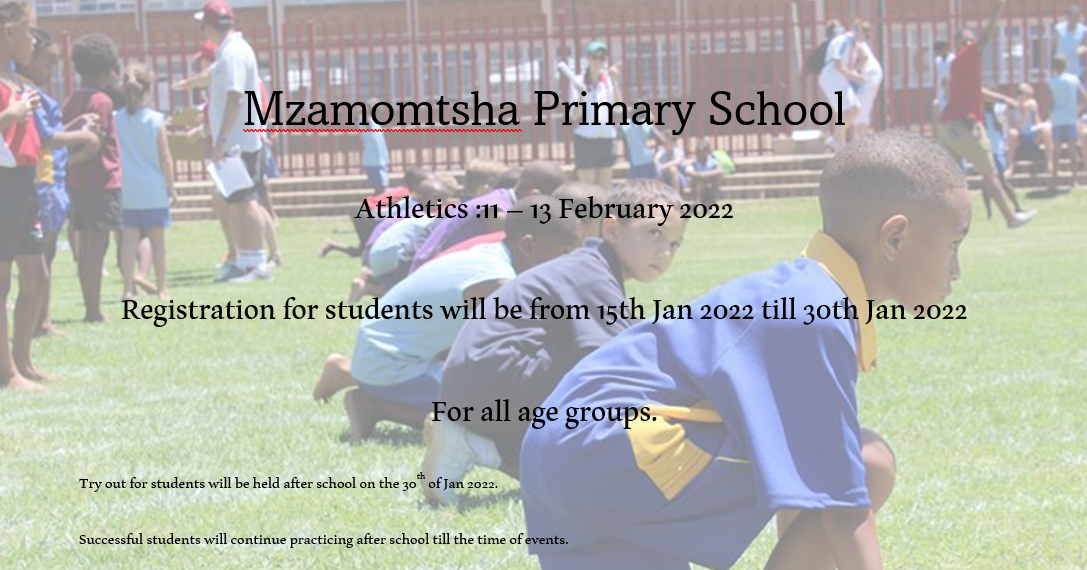 Mzamomtsha Primary School
Athletics :11 – 13 February 2022
Registration for students will be from 15th Jan 2022 till 30th Jan 2022
For all age groups.
Try out for students will be held after school on the 30th of Jan 2022.
Successful students will continue practicing after school till the time of events.